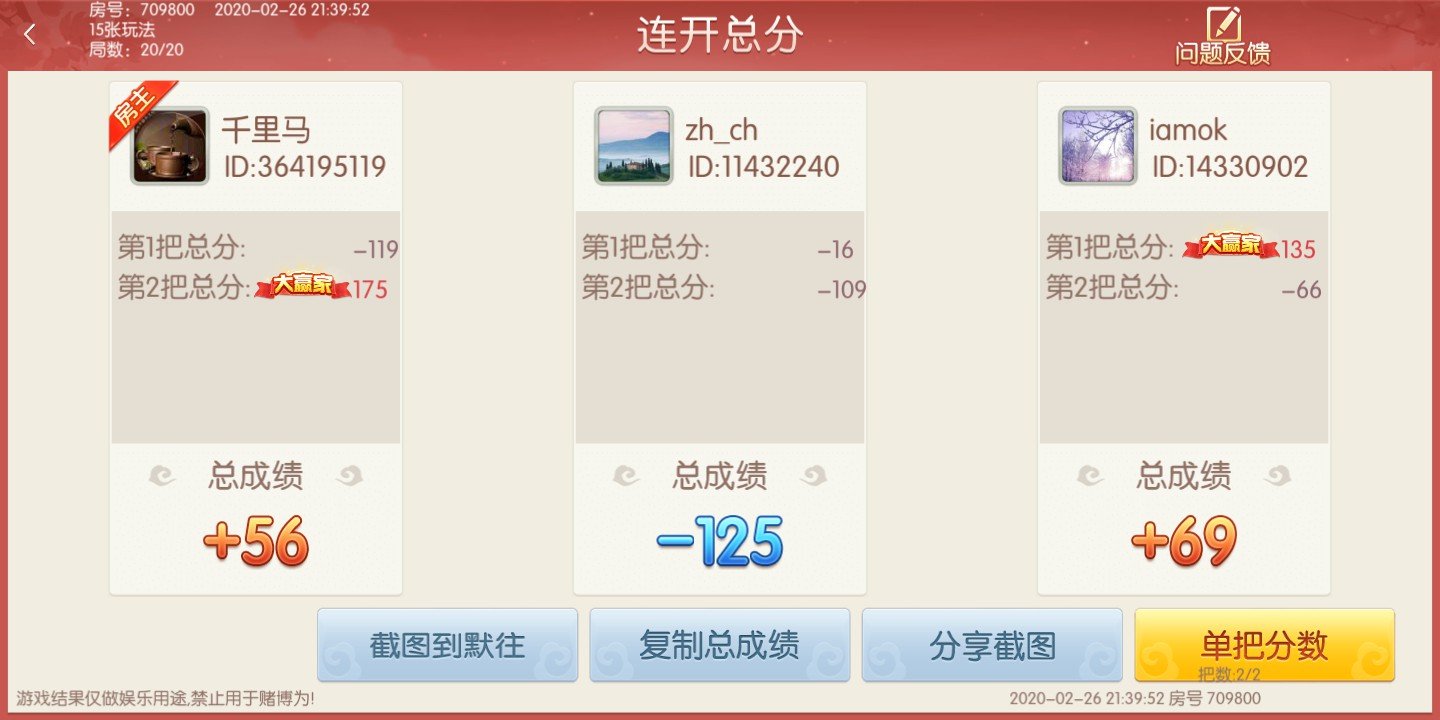 房号：709800 2020-02-26 21:39:52
15张玩法
局数：20/20
连开总分
问题反馈
房主
千里马
ID:364195119
第1把总分: -119
第2把总分: 大赢家 175
总成绩
+56
zh_ch
ID:11432240
第1把总分: -16
第2把总分: -109
总成绩
-125
iamok
ID:14330902
第1把总分: 大赢家 135
第2把总分: -66
总成绩
+69
截图到默往
复制总成绩
分享截图
单把分数
把数:2/2
游戏结果仅做娱乐用途,禁止用于赌博为!
2020-02-26 21:39:52 房号 709800